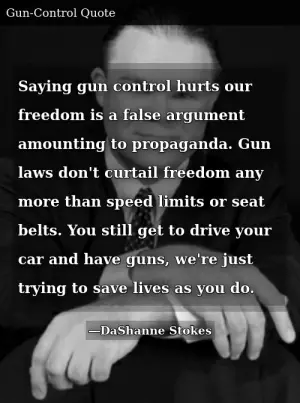 Gun-Control Quote
Saying gun control hurts our
freedom is a false argument
amounting to propaganda. Gun
laws don't curtail freedom any
more than speed limits or seat
belts. You still get to drive your
car and have guns, we're just
trying to save lives as you do.
—DaShanne Stokes